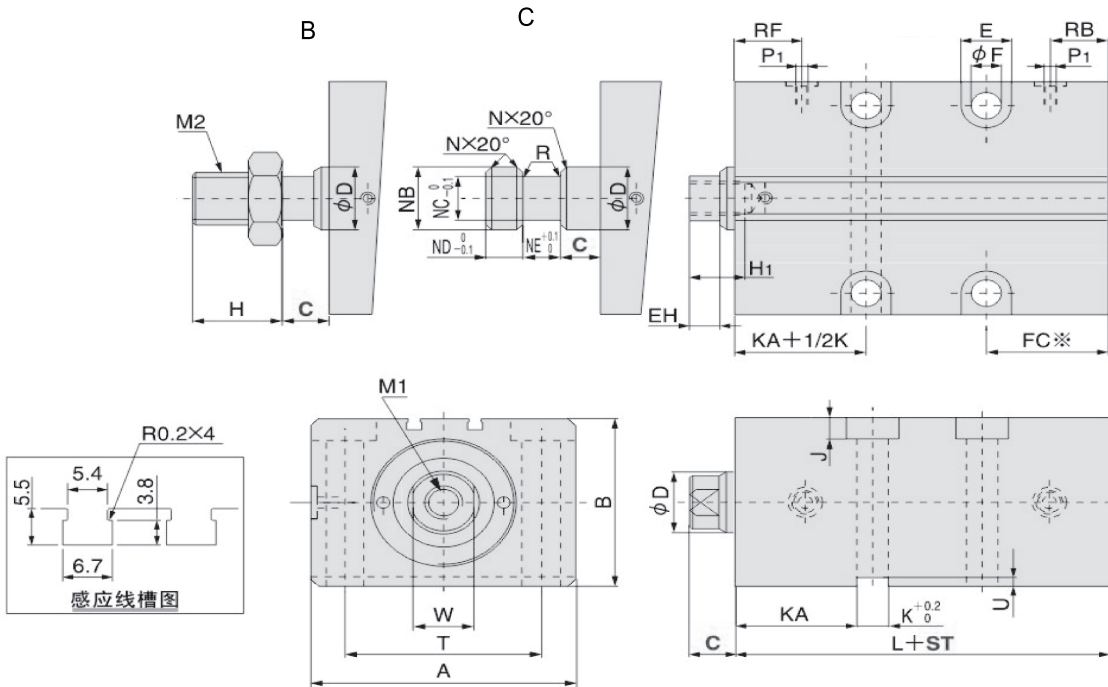 B
C
M2
φD
H
C
N×20°
N×20°
R
NB
NC 0 -0.1
φD
ND 0 -0.1
NE +0.1 0
C
RF
P1
E
φF
RB
P1
H1
EH
KA+1/2K
FC※
R0.2×4
5.4
5.5
3.8
6.7
感应线槽图
M1
B
W
T
A
J
φD
U
KA
K +0.2 0
C
L+ST